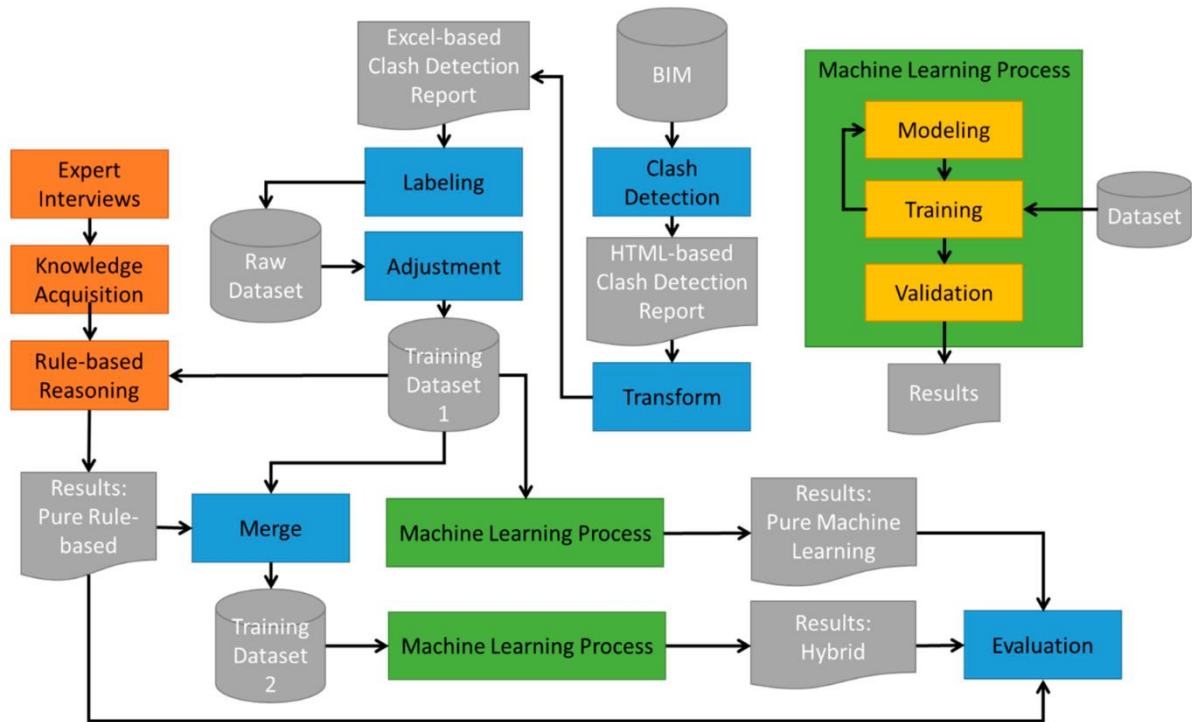 Excel-based
Clash Detection
Report
BIM
Machine Learning Process
Modeling
Training
Validation
Dataset
Results
Expert
Interviews
Labeling
Clash
Detection
Knowledge
Acquisition
Raw
Dataset
Adjustment
HTML-based
Clash Detection
Report
Rule-based
Reasoning
Training
Dataset
1
Transform
Results:
Pure Rule-
based
Merge
Machine Learning Process
Results:
Pure Machine
Learning
Training
Dataset
2
Machine Learning Process
Results:
Hybrid
Evaluation